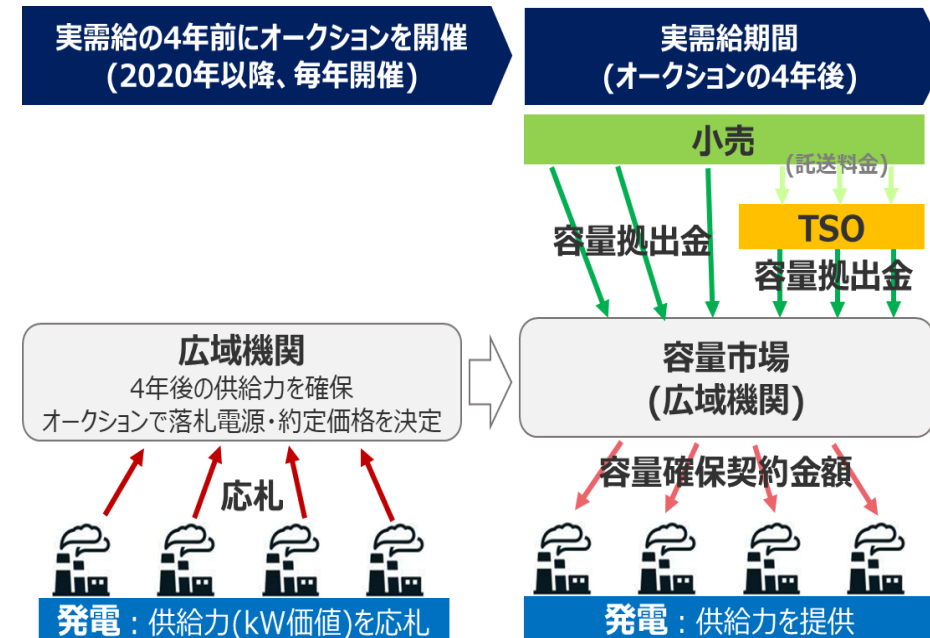 実需給の4年前にオークションを開催
(2020年以降、毎年開催)
実需給期間
(オークションの4年後)
小売
(託送料金)
TSO
容量拠出金
容量拠出金
広域機関
4年後の供給力を確保
オークションで落札電源・約定価格を決定
容量市場
(広域機関)
応札
容量確保契約金額
発電：供給力(kW価値)を応札
発電：供給力を提供